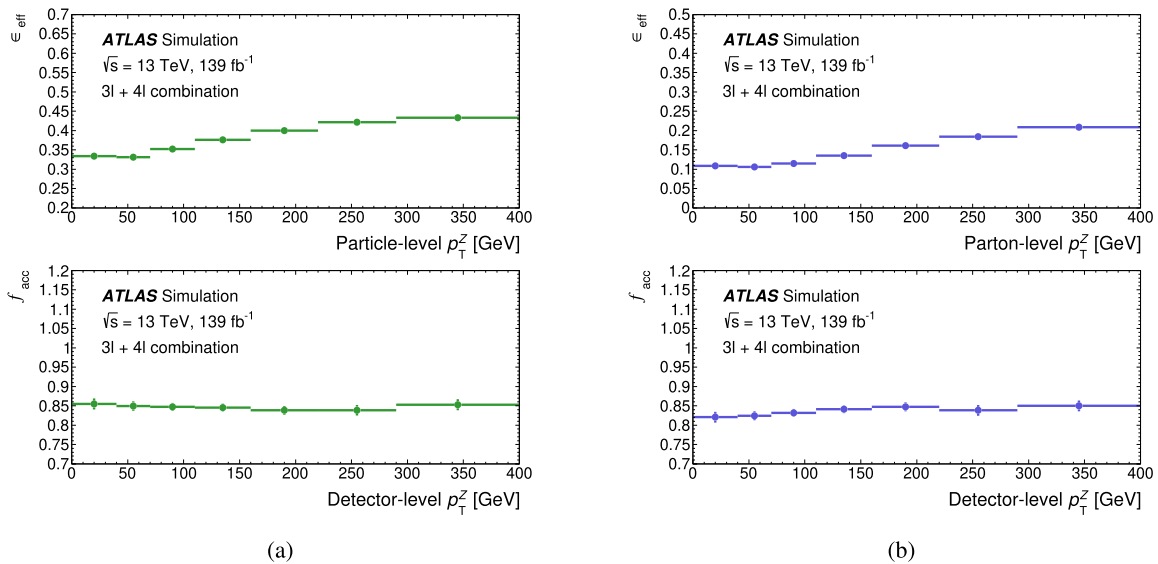 ϵ eff
0.7
0.65
0.6
0.55
0.5
0.45
0.4
0.35
0.3
0.25
0.2
ATLAS Simulation
√s = 13 TeV, 139 fb⁻¹
3l + 4l combination
0 50 100 150 200 250 300 350 400
Particle-level p_T^Z [GeV]
f acc
1.2
1.15
1.1
1.05
1
0.95
0.9
0.85
0.8
0.75
0.7
ATLAS Simulation
√s = 13 TeV, 139 fb⁻¹
3l + 4l combination
0 50 100 150 200 250 300 350 400
Detector-level p_T^Z [GeV]
(a)
ϵ eff
0.5
0.45
0.4
0.35
0.3
0.25
0.2
0.15
0.1
0.05
0
ATLAS Simulation
√s = 13 TeV, 139 fb⁻¹
3l + 4l combination
0 50 100 150 200 250 300 350 400
Parton-level p_T^Z [GeV]
f acc
1.2
1.15
1.1
1.05
1
0.95
0.9
0.85
0.8
0.75
0.7
ATLAS Simulation
√s = 13 TeV, 139 fb⁻¹
3l + 4l combination
0 50 100 150 200 250 300 350 400
Detector-level p_T^Z [GeV]
(b)